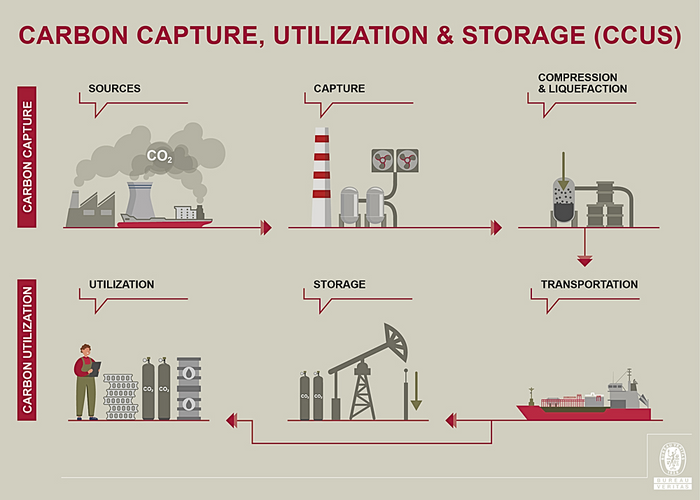 CARBON CAPTURE, UTILIZATION & STORAGE (CCUS)
CARBON CAPTURE
SOURCES
CAPTURE
COMPRESSION
& LIQUEFACTION
CO2
CARBON UTILIZATION
UTILIZATION
STORAGE
TRANSPORTATION
CO2
CO2
CO2
CO2
BUREAU
VERITAS